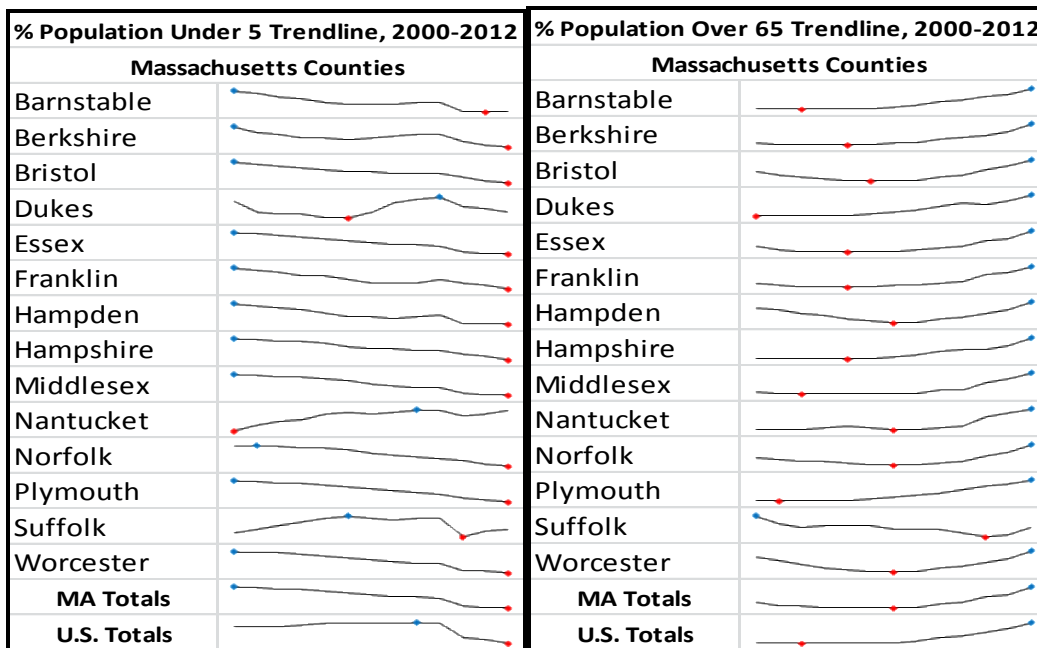 % Population Under 5 Trendline, 2000-2012
Massachusetts Counties
Barnstable
Berkshire
Bristol
Dukes
Essex
Franklin
Hampden
Hampshire
Middlesex
Nantucket
Norfolk
Plymouth
Suffolk
Worcester
MA Totals
U.S. Totals
% Population Over 65 Trendline, 2000-2012
Massachusetts Counties
Barnstable
Berkshire
Bristol
Dukes
Essex
Franklin
Hampden
Hampshire
Middlesex
Nantucket
Norfolk
Plymouth
Suffolk
Worcester
MA Totals
U.S. Totals